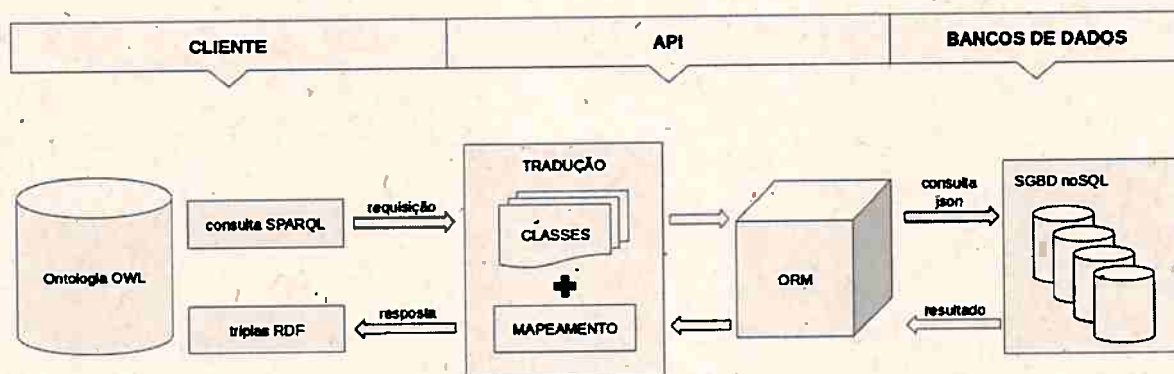 CLIENTE
API
BANCOS DE DADOS
Ontologia OWL
consulta SPARQL
requisição
triplas RDF
resposta
TRADUÇÃO
CLASSES
MAPEAMENTO
ORM
consulta
json
resultado
SGBD noSQL